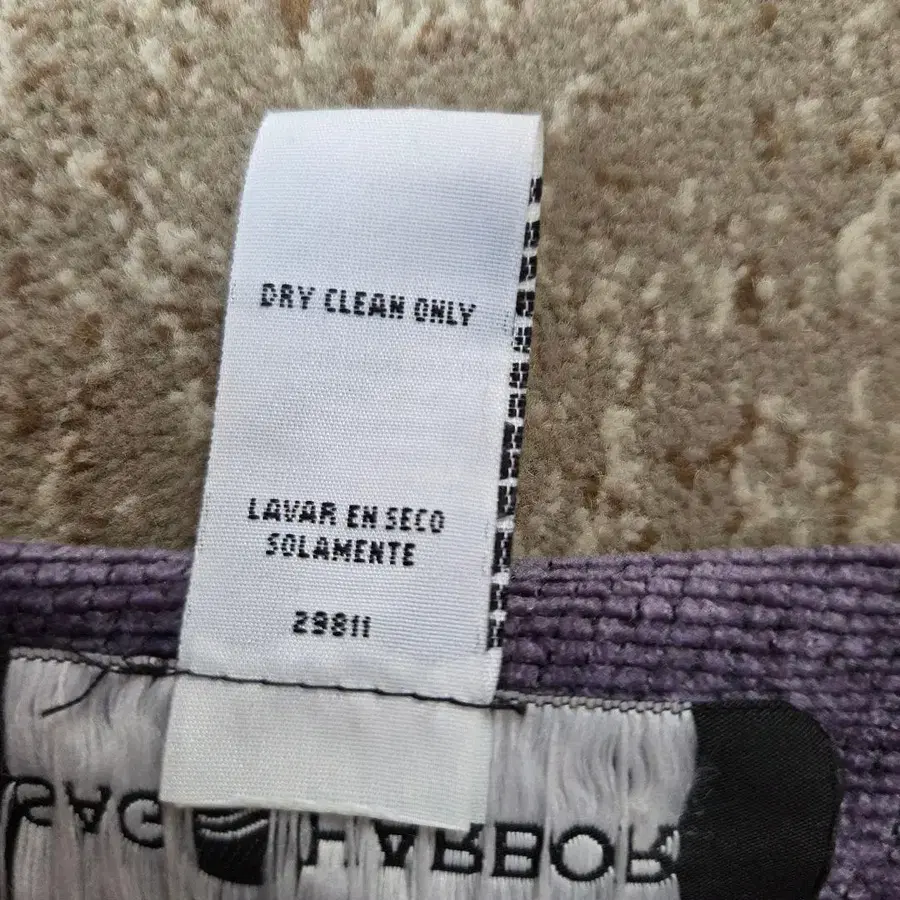 DRY CLEAN ONLY
LAVAR EN SECO
SOLAMENTE
29811
SAG HARBOR